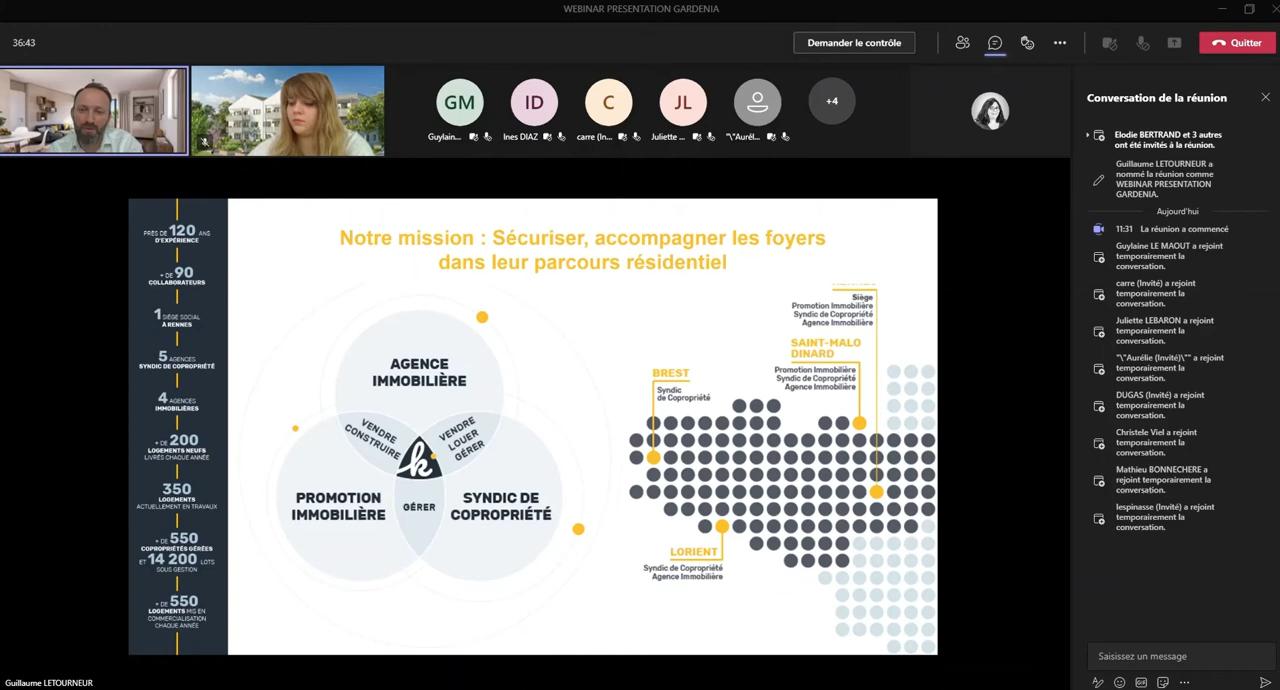 WEBINAR PRESENTATION GARDENIA
36:43
Demander le contrôle
Quitter
GM
ID
C
JL
+4
Guylain...
Ines DIAZ
carre (In...
Juliette ...
"\"Aurél...
Conversation de la réunion
Elodie BERTRAND et 3 autres
ont été invités à la réunion.
Guillaume LETOURNEUR a
nommé la réunion comme
WEBINAR PRESENTATION
GARDENIA.
Aujourd'hui
11:31 La réunion a commencé
Guylaine LE MAOUT a rejoint
temporairement la
conversation.
carre (Invité) a rejoint
temporairement la
conversation.
Juliette LEBARON a rejoint
temporairement la
conversation.
"\"Aurélie (Invité)\"" a rejoint
temporairement la
conversation.
DUGAS (Invité) a rejoint
temporairement la
conversation.
Christele Viel a rejoint
temporairement la
conversation.
Mathieu BONNECHERE a
rejoint temporairement la
conversation.
lespinasse (Invité) a rejoint
temporairement la
conversation.
Saisissez un message
GIF
PRÈS DE 120 ANS
D'EXPÉRIENCE
+ DE 90
COLLABORATEURS
1 SIÈGE SOCIAL
À RENNES
5 AGENCES
SYNDIC DE COPROPRIÉTÉ
4 AGENCES
IMMOBILIÈRES
+ DE 200
LOGEMENTS NEUFS
LIVRÉS CHAQUE ANNÉE
350
LOGEMENTS
ACTUELLEMENT EN TRAVAUX
+ DE 550
COPROPRIÉTÉS GÉRÉES
ET 14 200 LOTS
SOUS GESTION
+ DE 550
LOGEMENTS MIS EN
COMMERCIALISATION
CHAQUE ANNÉE
Notre mission : Sécuriser, accompagner les foyers
dans leur parcours résidentiel
AGENCE
IMMOBILIÈRE
VENDRE
CONSTRUIRE
VENDRE
LOUER
GÉRER
k
PROMOTION
IMMOBILIÈRE
GÉRER
SYNDIC DE
COPROPRIÉTÉ
Siège
Promotion Immobilière
Syndic de Copropriété
Agence Immobilière
SAINT-MALO
DINARD
Promotion Immobilière
Syndic de Copropriété
Agence Immobilière
BREST
Syndic
de Copropriété
LORIENT
Syndic de Copropriété
Agence Immobilière
Guillaume LETOURNEUR